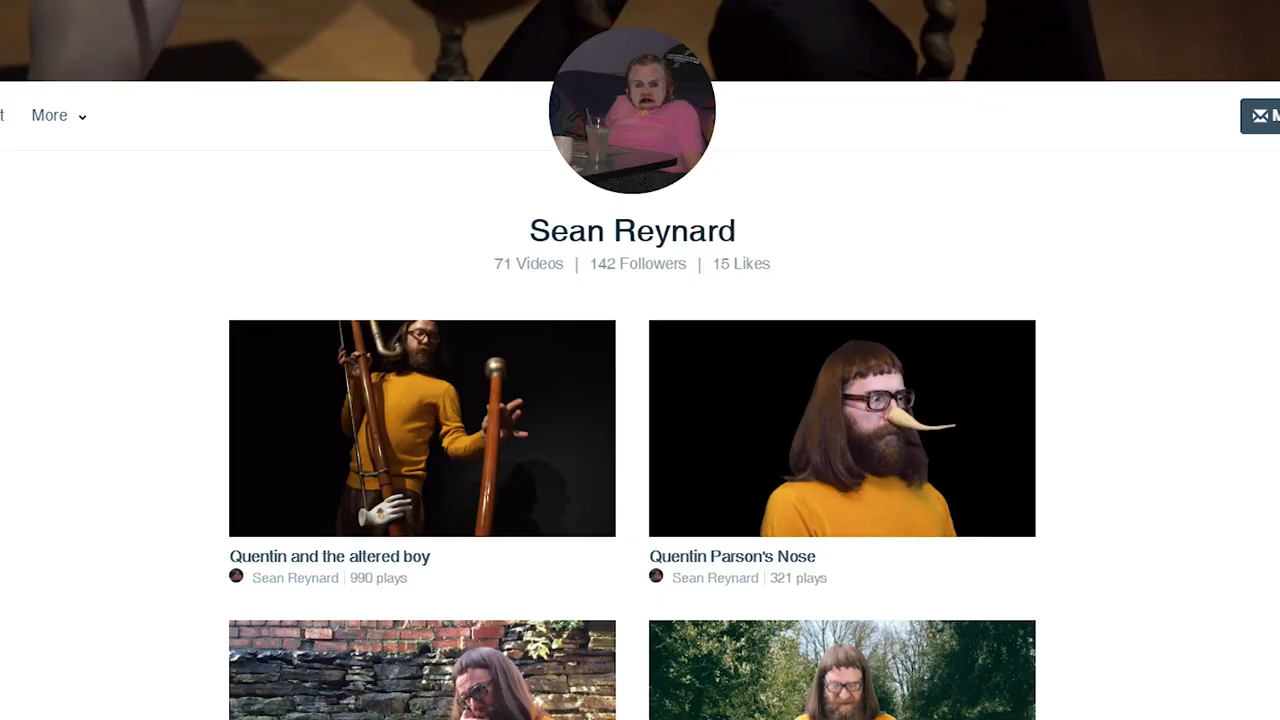 t More
M
Sean Reynard
71 Videos | 142 Followers | 15 Likes
Quentin and the altered boy
Sean Reynard | 990 plays
Quentin Parson's Nose
Sean Reynard | 321 plays